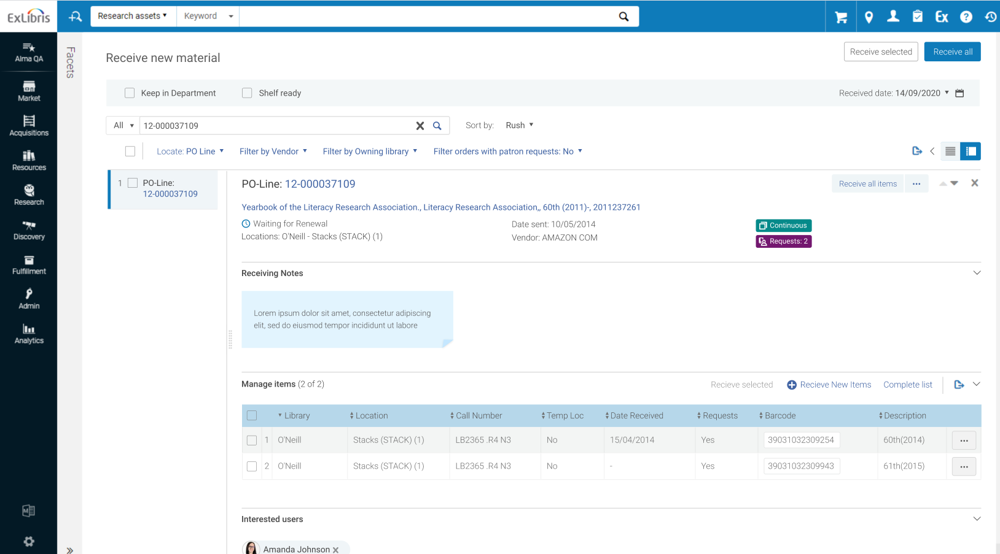 ExLibris
Research assets
Keyword
Ex
Alma QA
Market
Acquisitions
Resources
Research
Discovery
Fulfillment
Admin
Analytics
Facets
Receive new material
Receive selected
Receive all
Keep in Department
Shelf ready
Received date: 14/09/2020
All
12-000037109
Sort by: Rush
Locate: PO Line
Filter by Vendor
Filter by Owning library
Filter orders with patron requests: No
1
PO-Line:
12-000037109
PO-Line: 12-000037109
Receive all items
Yearbook of the Literacy Research Association., Literacy Research Association,, 60th (2011)-, 2011237261
Waiting for Renewal
Date sent: 10/05/2014
Continuous
Locations: O'Neill - Stacks (STACK) (1)
Vendor: AMAZON COM
Requests: 2
Receiving Notes
Lorem ipsum dolor sit amet, consectetur adipiscing
elit, sed do eiusmod tempor incididunt ut labore
Manage items (2 of 2)
Recieve selected
Recieve New Items
Complete list
Library Location Call Number Temp Loc Date Received Requests Barcode Description
1 O'Neill Stacks (STACK) (1) LB2365 .R4 N3 No 15/04/2014 Yes 39031032309254 60th(2014) ...
2 O'Neill Stacks (STACK) (1) LB2365 .R4 N3 No - Yes 39031032309943 61th(2015) ...
Interested users
Amanda Johnson